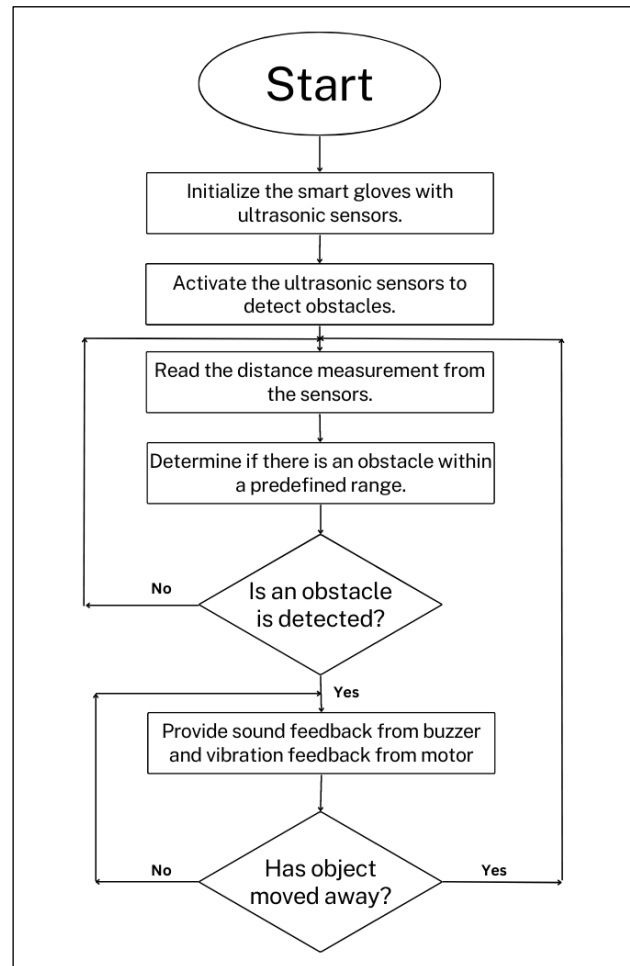 Start
Initialize the smart gloves with
ultrasonic sensors.
Activate the ultrasonic sensors to
detect obstacles.
Read the distance measurement from
the sensors.
Determine if there is an obstacle within
a predefined range.
No
Is an obstacle
is detected?
Yes
Provide sound feedback from buzzer
and vibration feedback from motor
No
Has object
moved away?
Yes